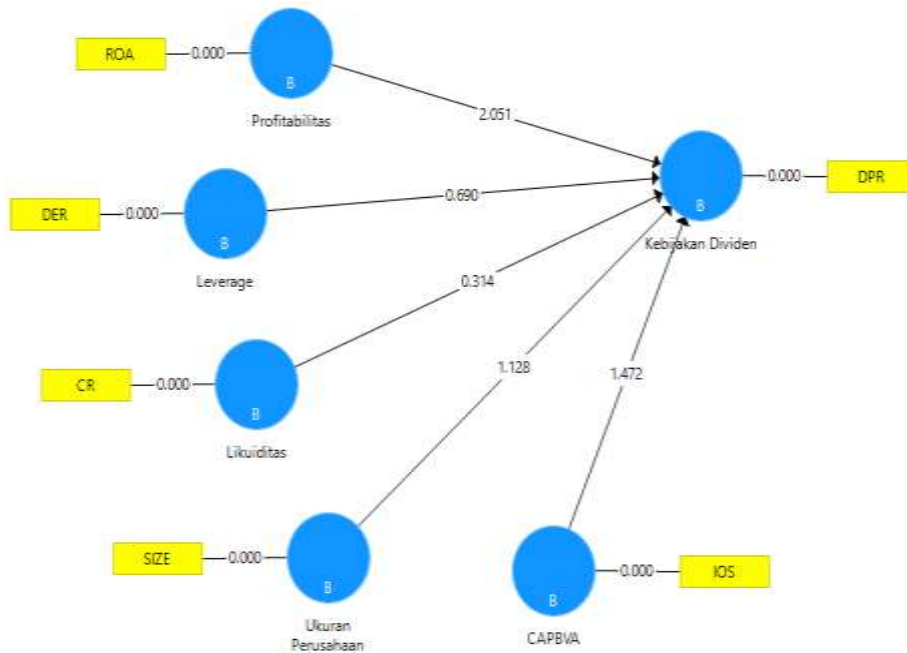 ROA
0.000
B
Profitabilitas
2.051
B
Kebijakan Dividen
0.000
DPR
DER
0.000
B
Leverage
0.690
CR
0.000
B
Likuiditas
0.314
SIZE
0.000
B
Ukuran
Perusahaan
1.128
B
CAPBVA
1.472
0.000
IOS